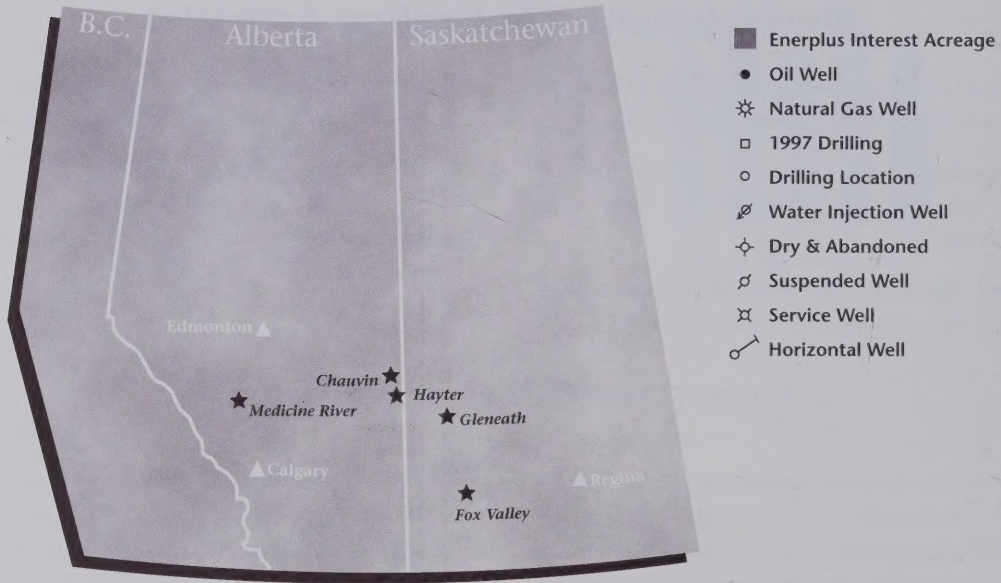 B.C.
Alberta
Saskatchewan
Edmonton
Chauvin
Hayter
Medicine River
Gleneath
Calgary
Regina
Fox Valley
Enerplus Interest Acreage
Oil Well
Natural Gas Well
1997 Drilling
Drilling Location
Water Injection Well
Dry & Abandoned
Suspended Well
Service Well
Horizontal Well